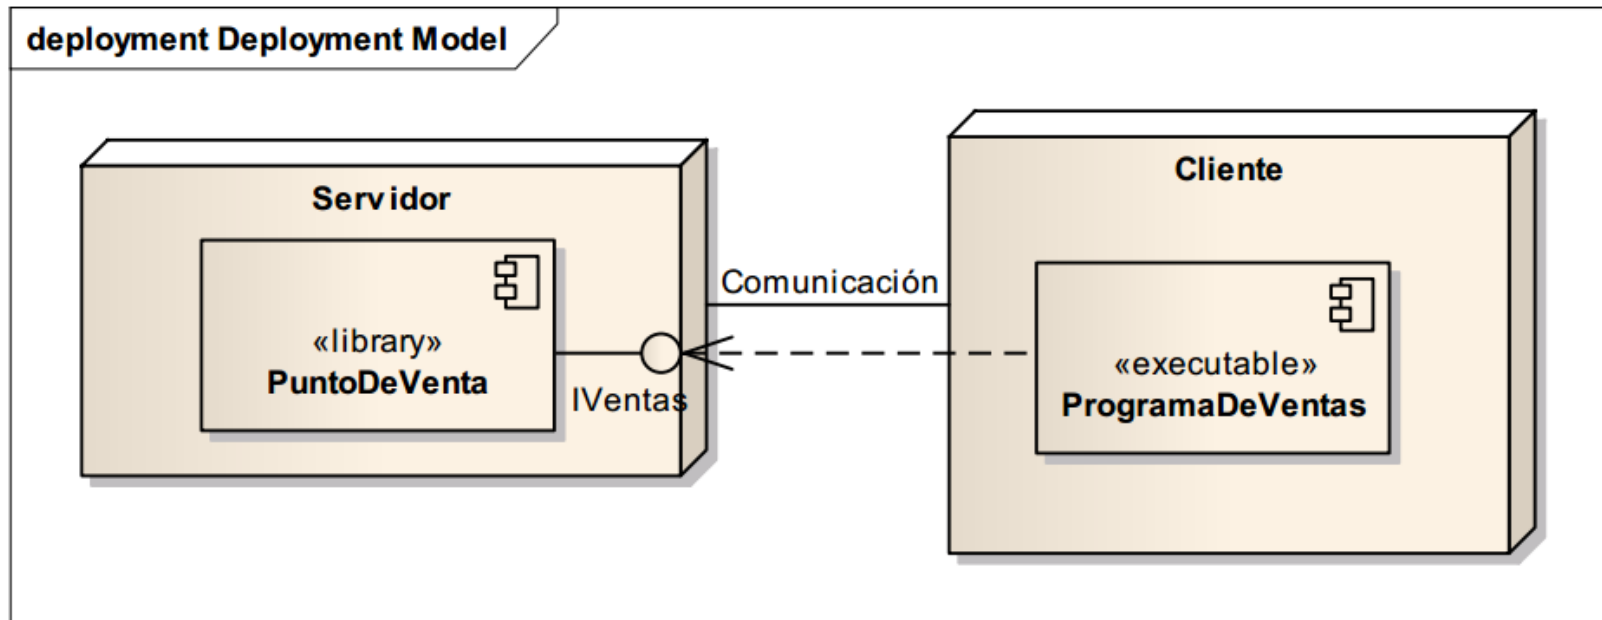 deployment Deployment Model
Servidor
«library»
PuntoDeVenta
IVentas
Comunicación
Cliente
«executable»
ProgramaDeVentas